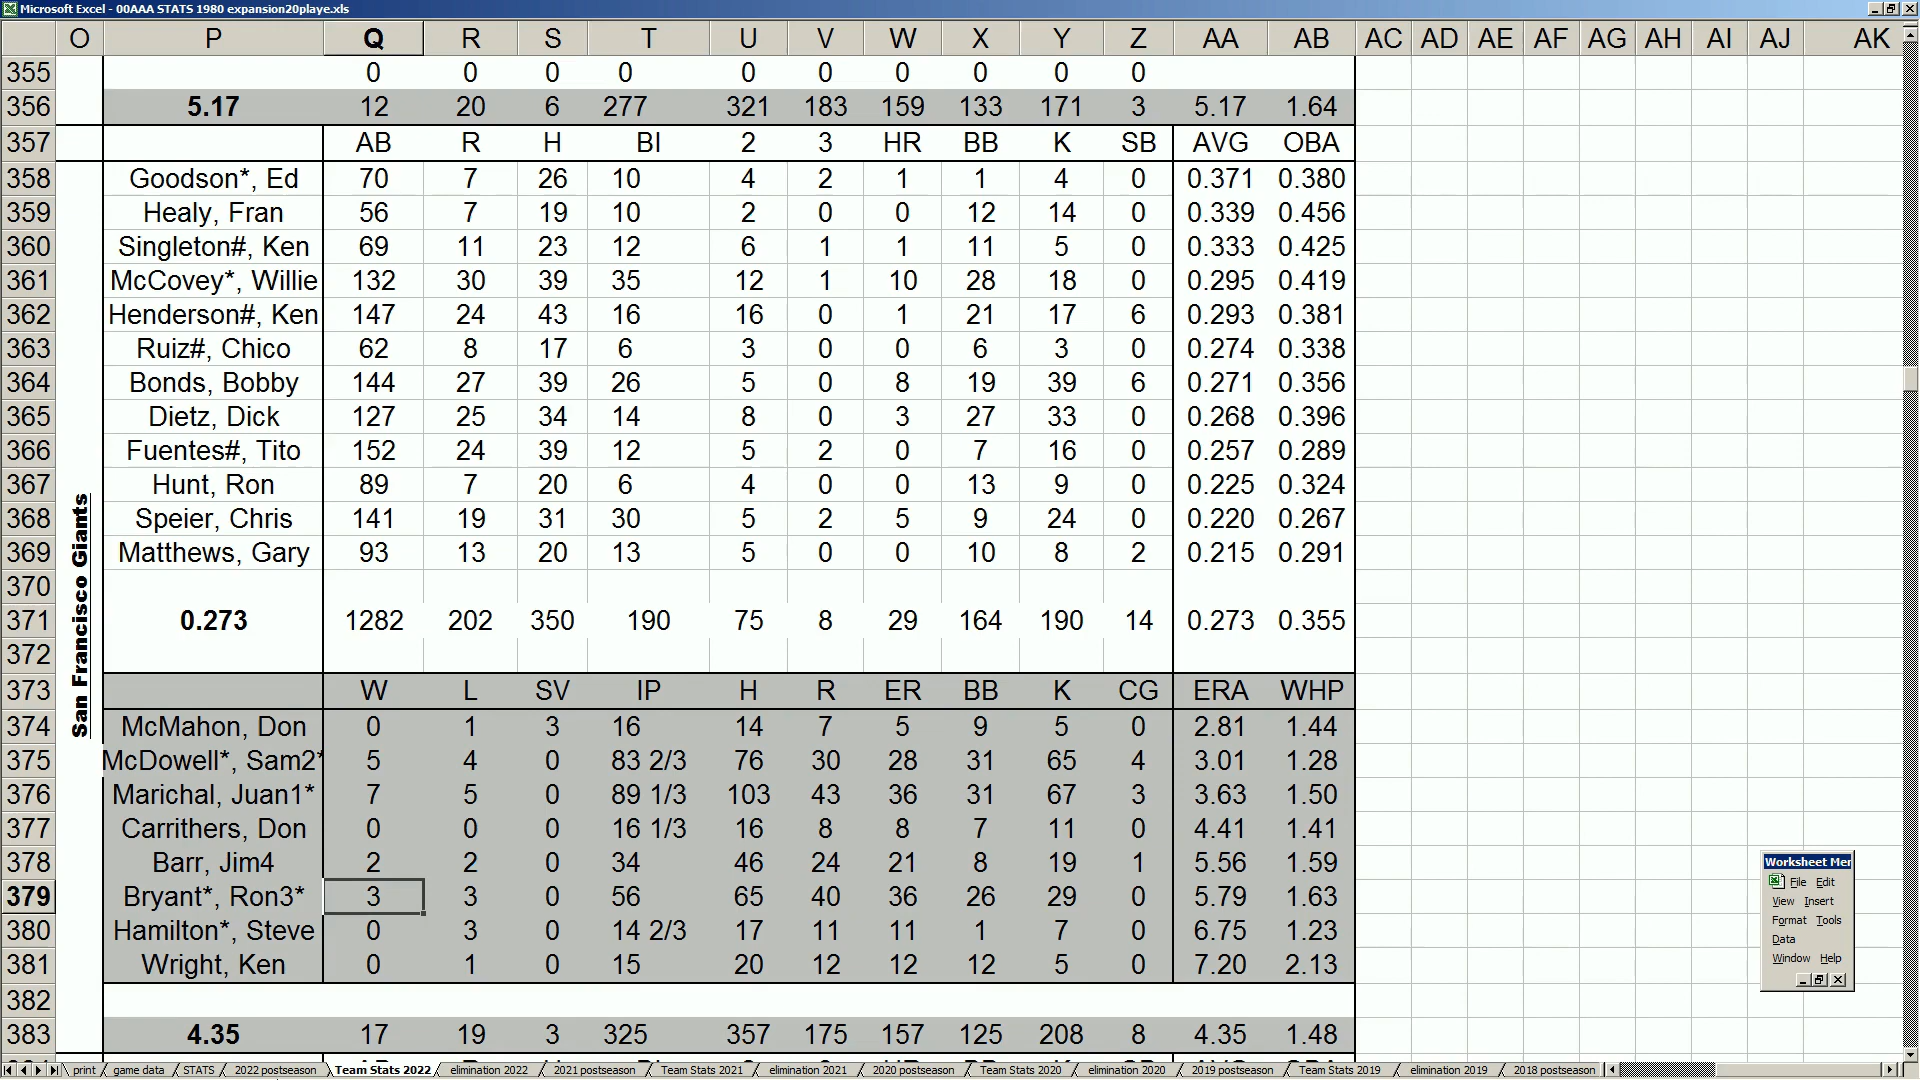 Microsoft Excel - 00AAA STATS 1980 expansion20playe.xls
O P Q R S T U V W X Y Z AA AB AC AD AE AF AG AH AI AJ AK
355 0 0 0 0 0 0 0 0 0 0
356 5.17 12 20 6 277 321 183 159 133 171 3 5.17 1.64
357 AB R H BI 2 3 HR BB K SB AVG OBA
358 Goodson*, Ed 70 7 26 10 4 2 1 1 4 0 0.371 0.380
359 Healy, Fran 56 7 19 10 2 0 0 12 14 0 0.339 0.456
360 Singleton#, Ken 69 11 23 12 6 1 1 11 5 0 0.333 0.425
361 McCovey*, Willie 132 30 39 35 12 1 10 28 18 0 0.295 0.419
362 Henderson#, Ken 147 24 43 16 16 0 1 21 17 6 0.293 0.381
363 Ruiz#, Chico 62 8 17 6 3 0 0 6 3 0 0.274 0.338
364 Bonds, Bobby 144 27 39 26 5 0 8 19 39 6 0.271 0.356
365 Dietz, Dick 127 25 34 14 8 0 3 27 33 0 0.268 0.396
366 Fuentes#, Tito 152 24 39 12 5 2 0 7 16 0 0.257 0.289
367 Hunt, Ron 89 7 20 6 4 0 0 13 9 0 0.225 0.324
368 Speier, Chris 141 19 31 30 5 2 5 9 24 0 0.220 0.267
369 Matthews, Gary 93 13 20 13 5 0 0 10 8 2 0.215 0.291
370
371 0.273 1282 202 350 190 75 8 29 164 190 14 0.273 0.355
372
San Francisco Giants
373 W L SV IP H R ER BB K CG ERA WHP
374 McMahon, Don 0 1 3 16 14 7 5 9 5 0 2.81 1.44
375 McDowell*, Sam2* 5 4 0 83 2/3 76 30 28 31 65 4 3.01 1.28
376 Marichal, Juan1* 7 5 0 89 1/3 103 43 36 31 67 3 3.63 1.50
377 Carrithers, Don 0 0 0 16 1/3 16 8 8 7 11 0 4.41 1.41
378 Barr, Jim4 2 2 0 34 46 24 21 8 19 1 5.56 1.59
379 Bryant*, Ron3* 3 3 0 56 65 40 36 26 29 0 5.79 1.63
380 Hamilton*, Steve 0 3 0 14 2/3 17 11 11 1 7 0 6.75 1.23
381 Wright, Ken 0 1 0 15 20 12 12 12 5 0 7.20 2.13
382
383 4.35 17 19 3 325 357 175 157 125 208 8 4.35 1.48
Worksheet Mer
File Edit
View Insert
Format Tools
Data
Window Help
print game data STATS 2022 postseason Team Stats 2022 elimination 2022 2021 postseason Team Stats 2021 elimination 2021 2020 postseason Team Stats 2020 elimination 2020 2019 postseason Team Stats 2019 elimination 2019 2018 postseason